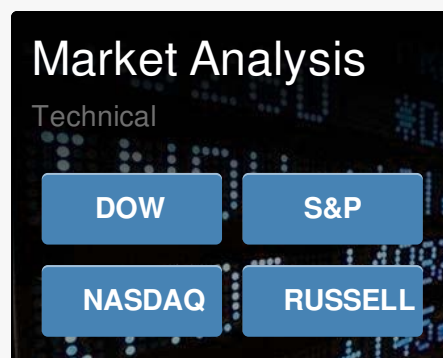 Market Analysis
Technical
DOW
S&P
NASDAQ
RUSSELL